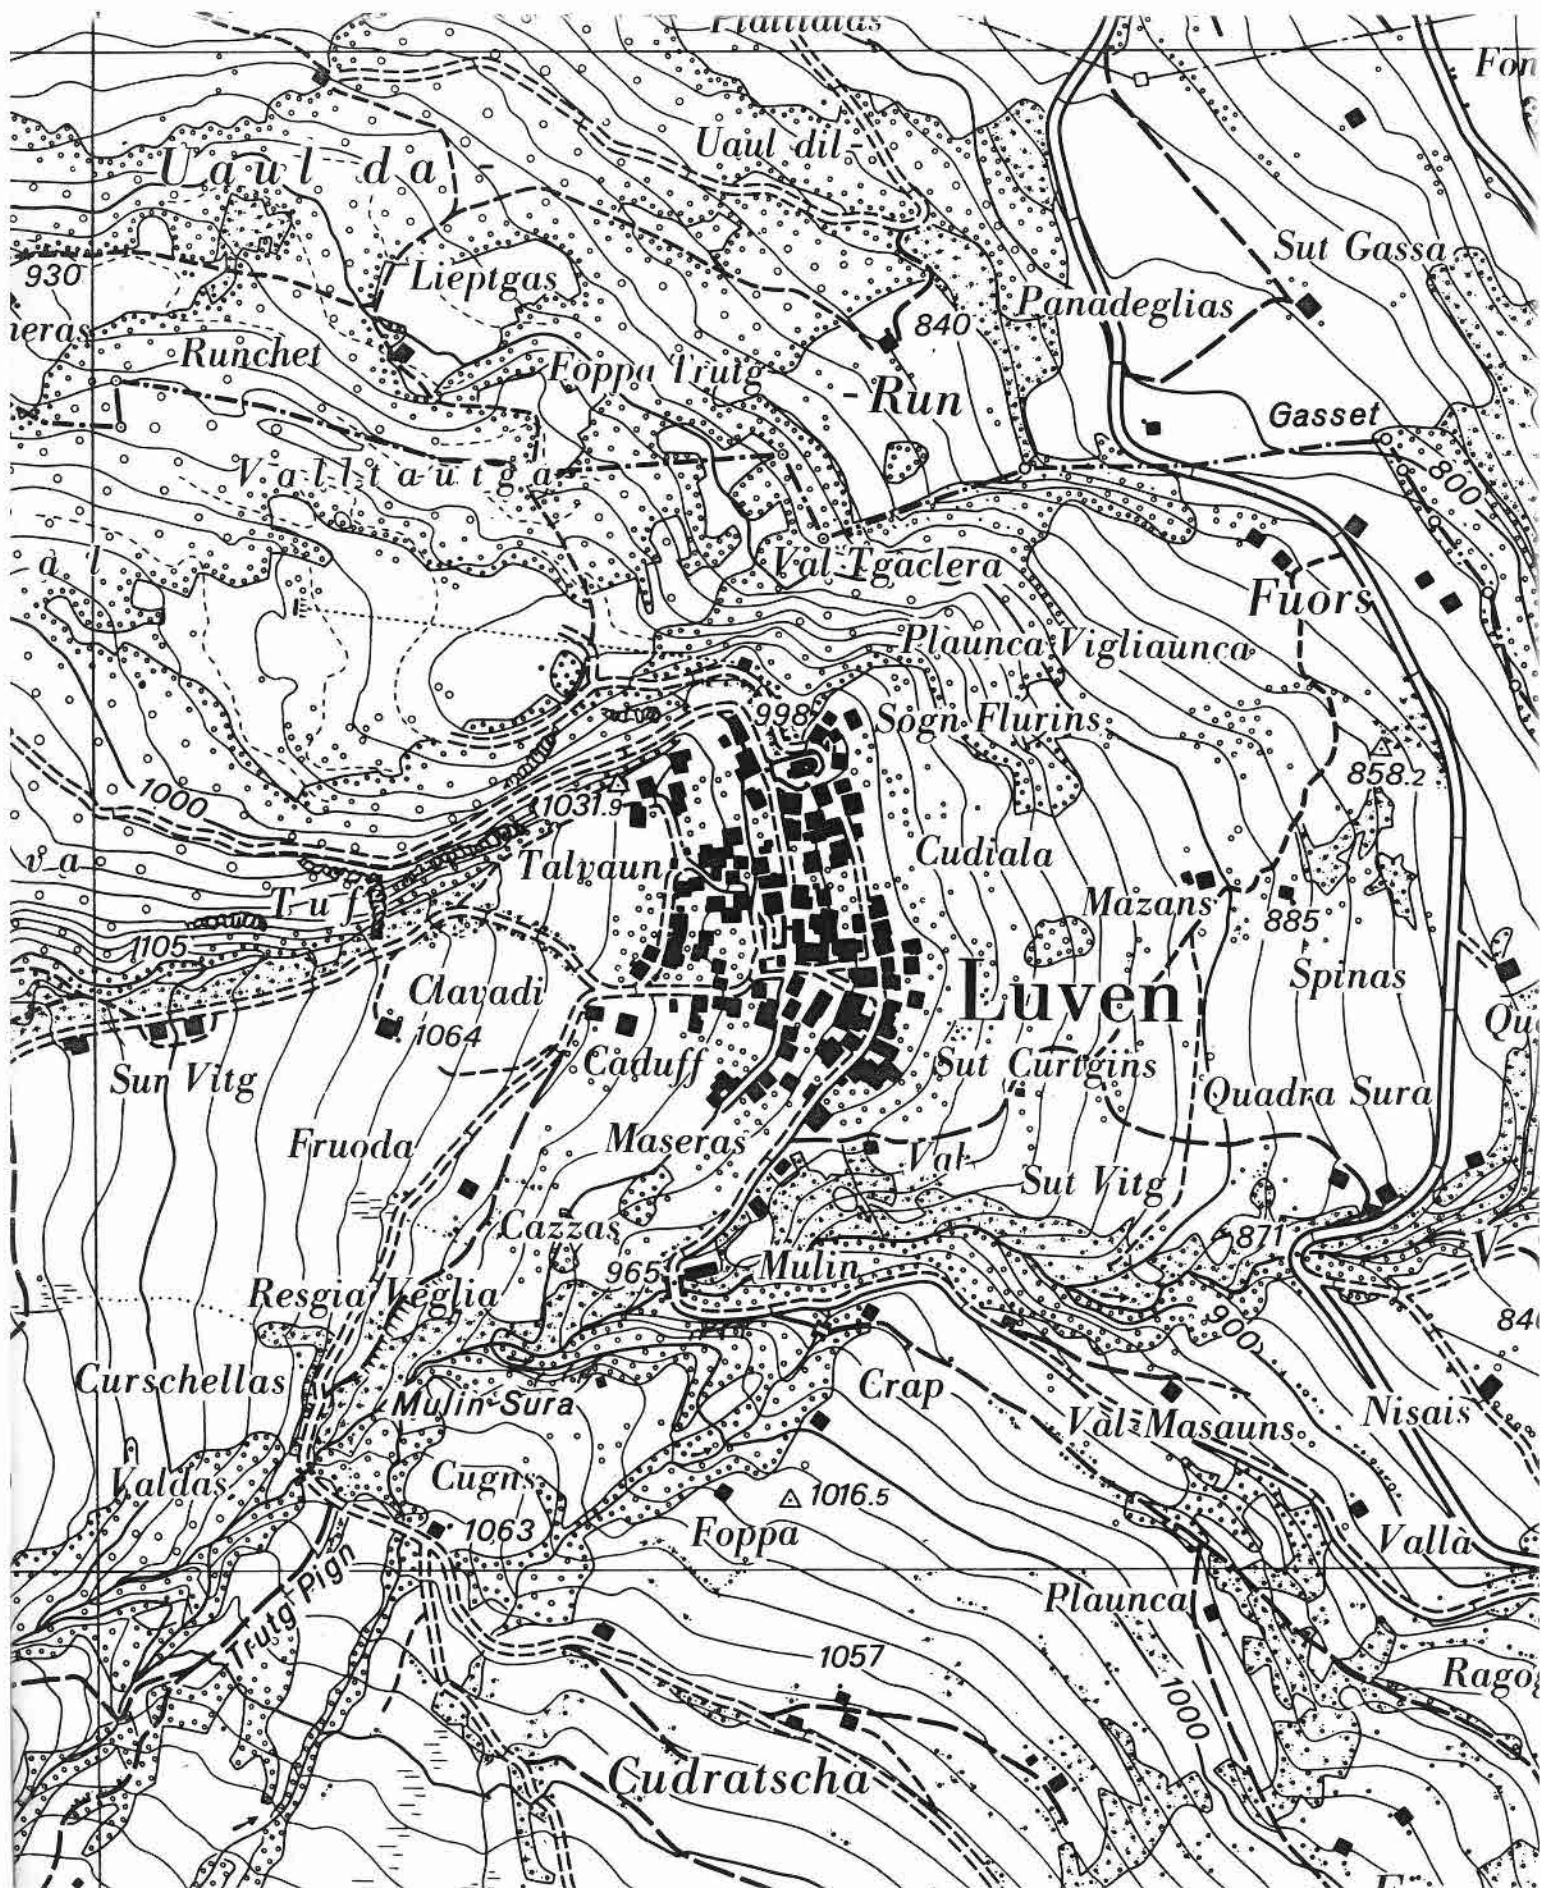 Uaul dil-
Uaul da-
Sut Gassa
930
Lieptgas
Panadeglias
840
Runchet
Foppa Trutg
-Run
Gasset
Valltautga
800
Val Tgaclera
Fuors
Plaunca Vigliaunca
998
Sogn Flurins
858.2
1000
1031.9
Talvaun
Cudiala
Tuf
Mazans
885
1105
Spinas
Clavadi
Luven
1064
Caduff
Sut Curtgins
Sur Vitg
Quadra Sura
Fruoda
Maseras
Val
Sut Vitg
Cazzas
871
965
Mulin
Resgia Veglia
900
Curschellas
Crap
Mulin Sura
Val Masauns
Nisais
Valdas
Cugns
1016.5
1063
Foppa
Valla
Trutg Pign
Plaunca
1057
1000
Cudratscha